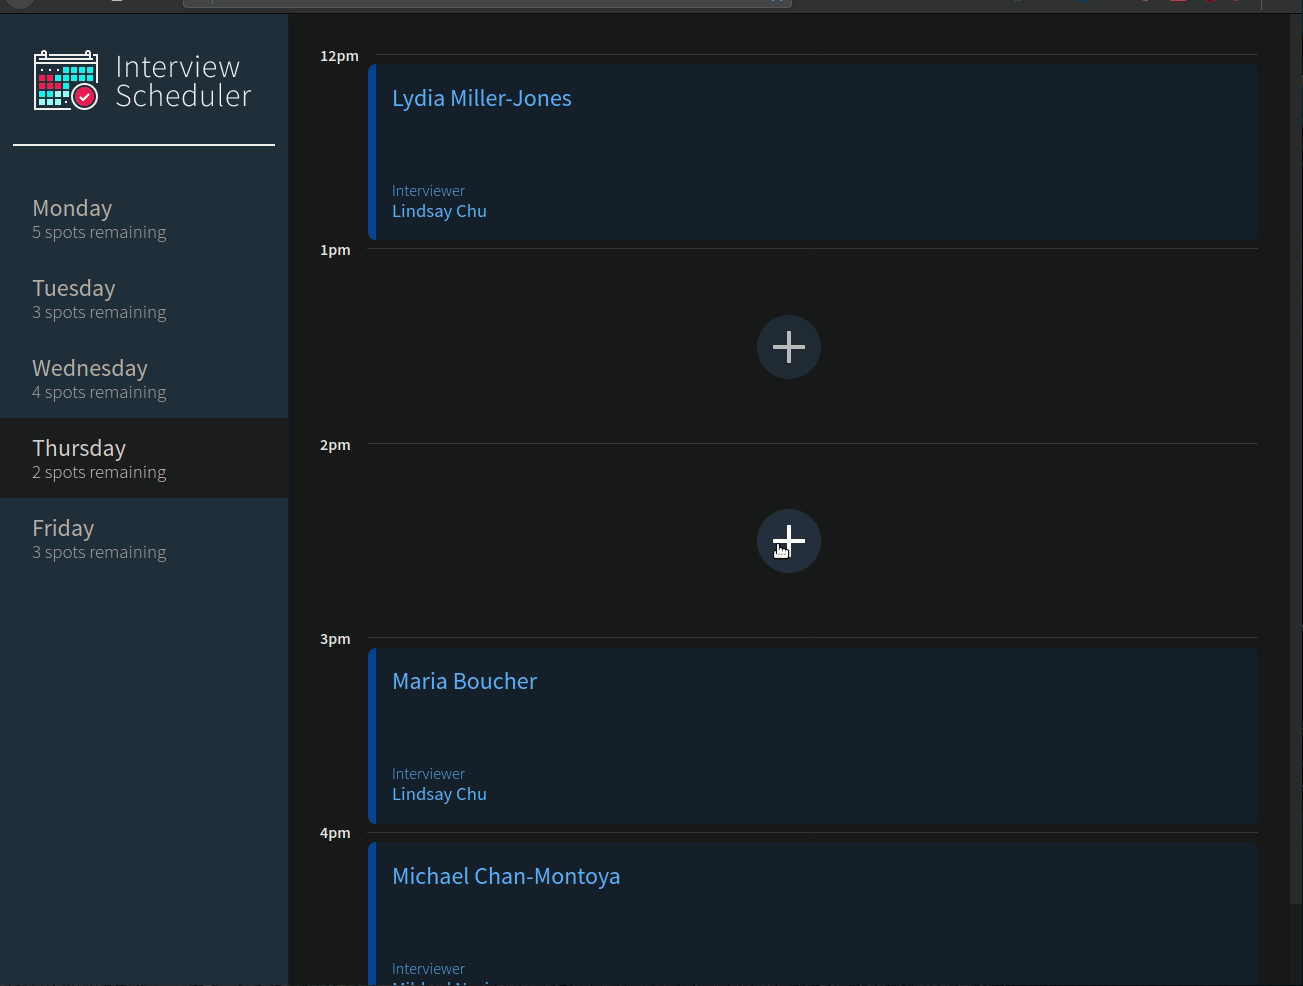 Interview
Scheduler
Monday
5 spots remaining
Tuesday
3 spots remaining
Wednesday
4 spots remaining
Thursday
2 spots remaining
Friday
3 spots remaining
12pm
Lydia Miller-Jones
Interviewer
Lindsay Chu
1pm
2pm
3pm
Maria Boucher
Interviewer
Lindsay Chu
4pm
Michael Chan-Montoya
Interviewer